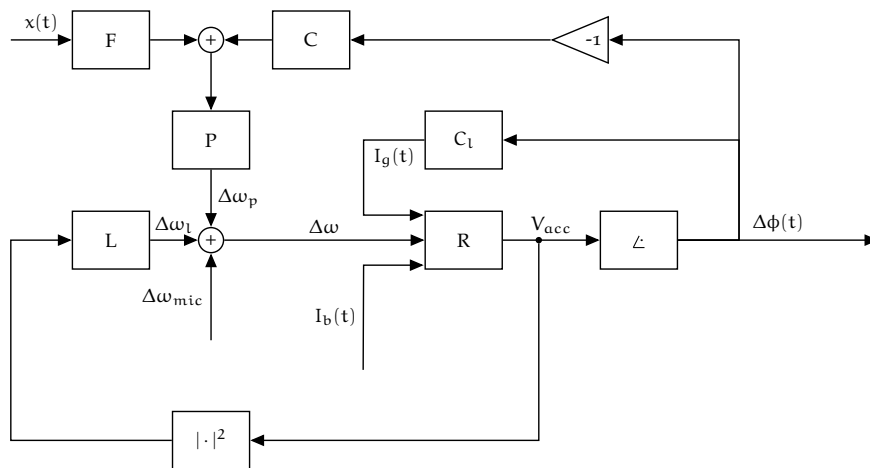 x(t)
F
+
C
-1
P
C_l
I_g(t)
Δω_p
L
Δω_l
+
Δω
R
V_acc
∠
Δϕ(t)
Δω_mic
I_b(t)
|·|²